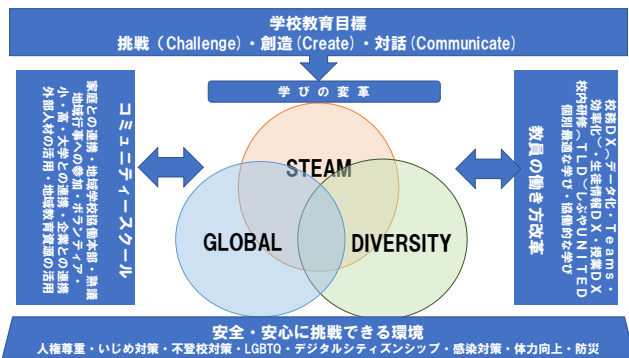 学校教育目標
挑戦（Challenge）・創造(Create)・対話(Communicate)
学びの変革
コミュニティースクール
家庭との連携・地域学校協働本部・熟議
地域行事への参加・ボランティア・
小・高・大学との連携・企業との連携
外部人材の活用・地域教育資源の活用
STEAM
GLOBAL
DIVERSITY
校務DX（データ化・Teams・
効率化）・生徒情報DX・授業DX
校内研修（TLD）しぶやUNITED
個別最適な学び・協働的な学び
教員の働き方改革
安全・安心に挑戦できる環境
人権尊重・いじめ対策・不登校対策・LGBTQ・デジタルシティズンシップ・感染対策・体力向上・防災